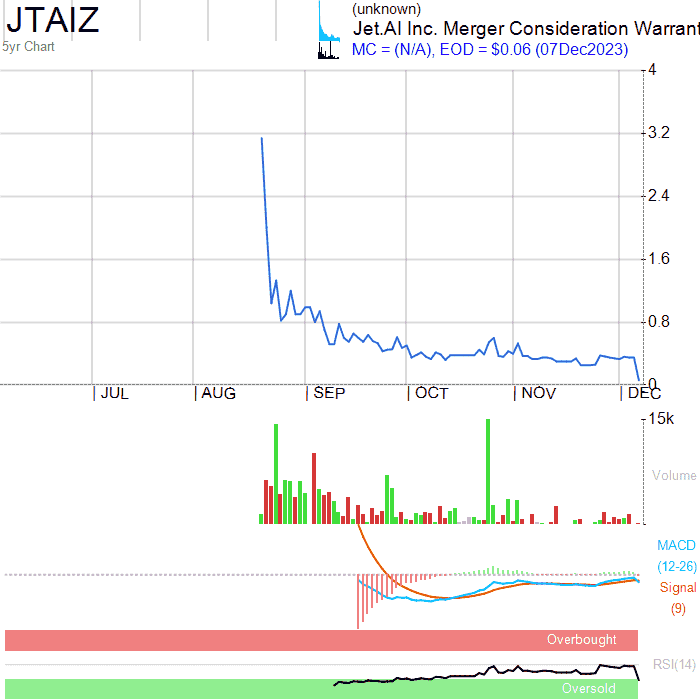 JTAIZ
5yr Chart
(unknown)
Jet.AI Inc. Merger Consideration Warrant
MC = (N/A), EOD = $0.06 (07Dec2023)
4
3.2
2.4
1.6
0.8
0
JUL AUG SEP OCT NOV DEC
15k
Volume
MACD
(12-26)
Signal
(9)
Overbought
RSI(14)
Oversold